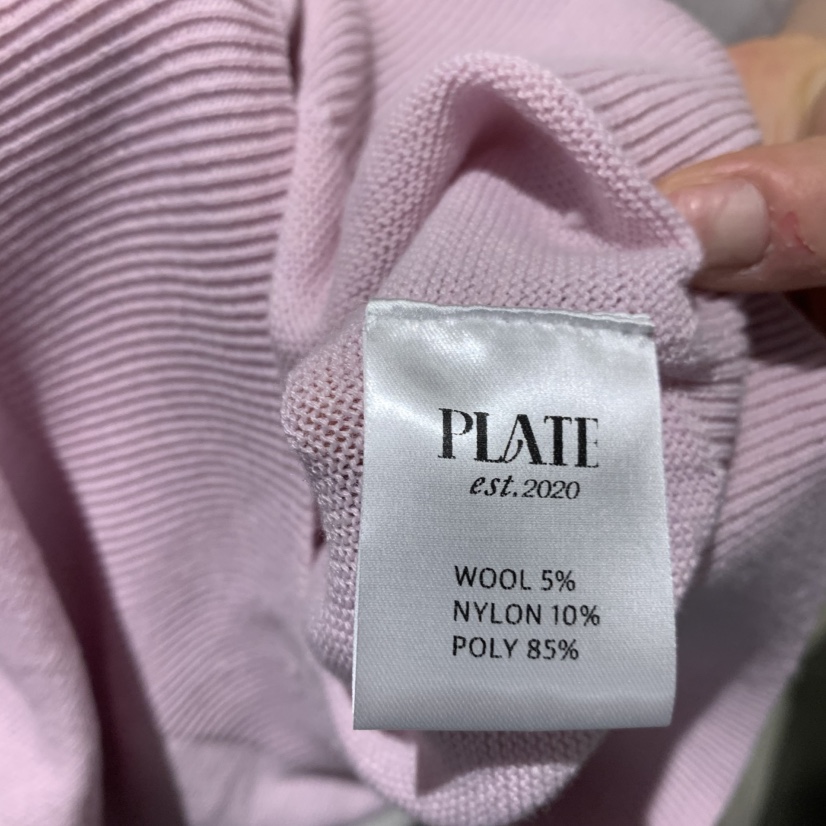 PLATE
est.2020
WOOL 5%
NYLON 10%
POLY 85%